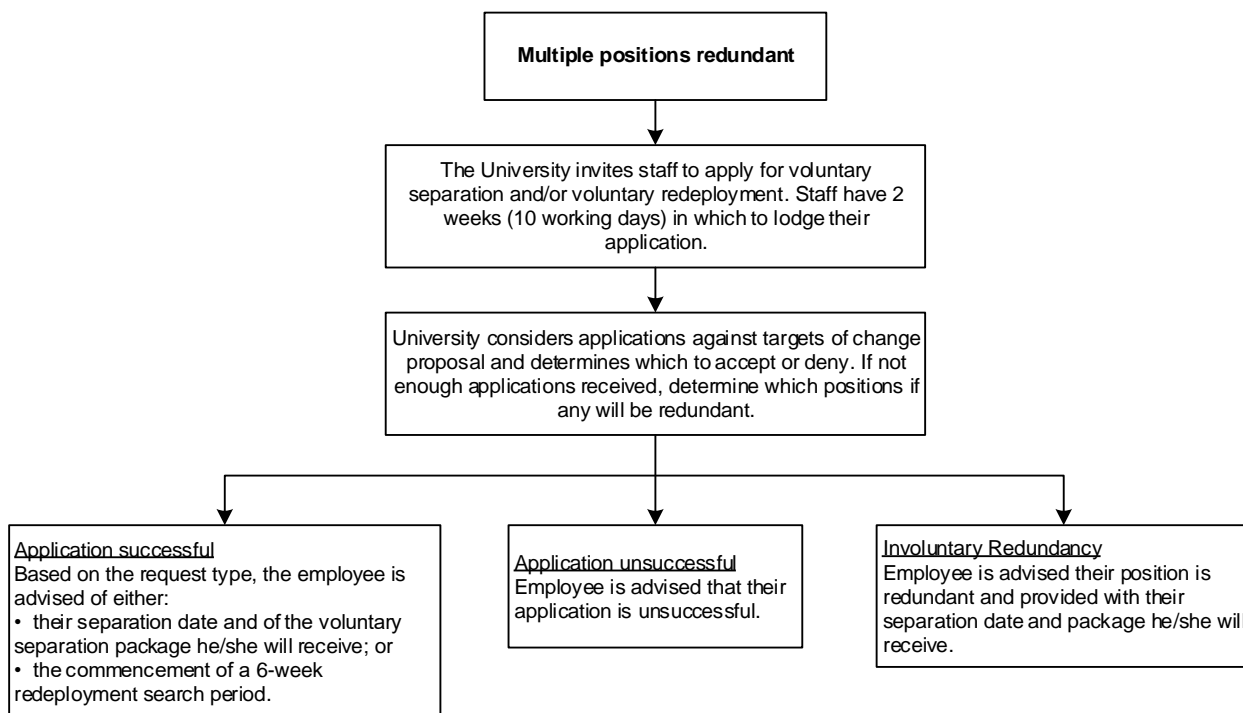 Multiple positions redundant
The University invites staff to apply for voluntary
separation and/or voluntary redeployment. Staff have 2
weeks (10 working days) in which to lodge their
application.
University considers applications against targets of change
proposal and determines which to accept or deny. If not
enough applications received, determine which positions if
any will be redundant.
Application successful
Based on the request type, the employee is
advised of either:
• their separation date and of the voluntary
separation package he/she will receive; or
• the commencement of a 6-week
redeployment search period.
Application unsuccessful
Employee is advised that their
application is unsuccessful.
Involuntary Redundancy
Employee is advised their position is
redundant and provided with their
separation date and package he/she will
receive.